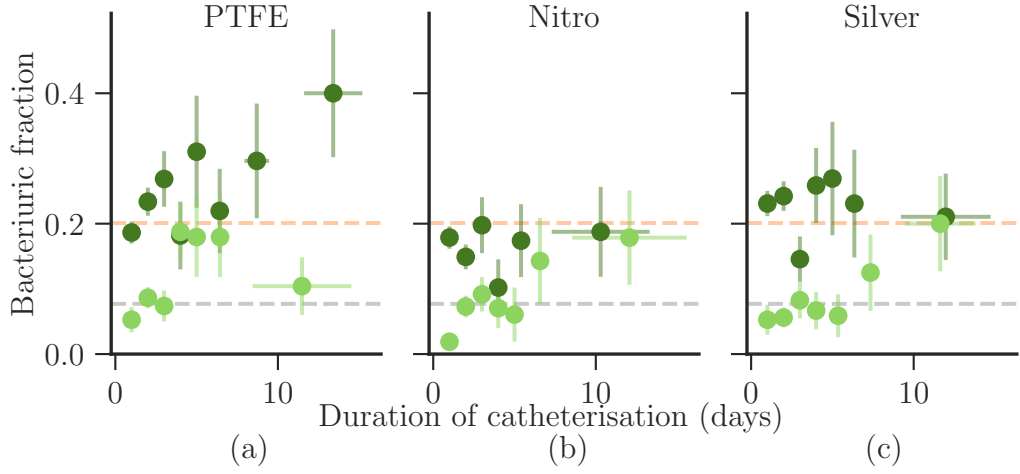 PTFE Nitro Silver
Bacteriuric fraction
0.4
0.2
0.0
0 10 0 10 0 10
Duration of catheterisation (days)
(a) (b) (c)